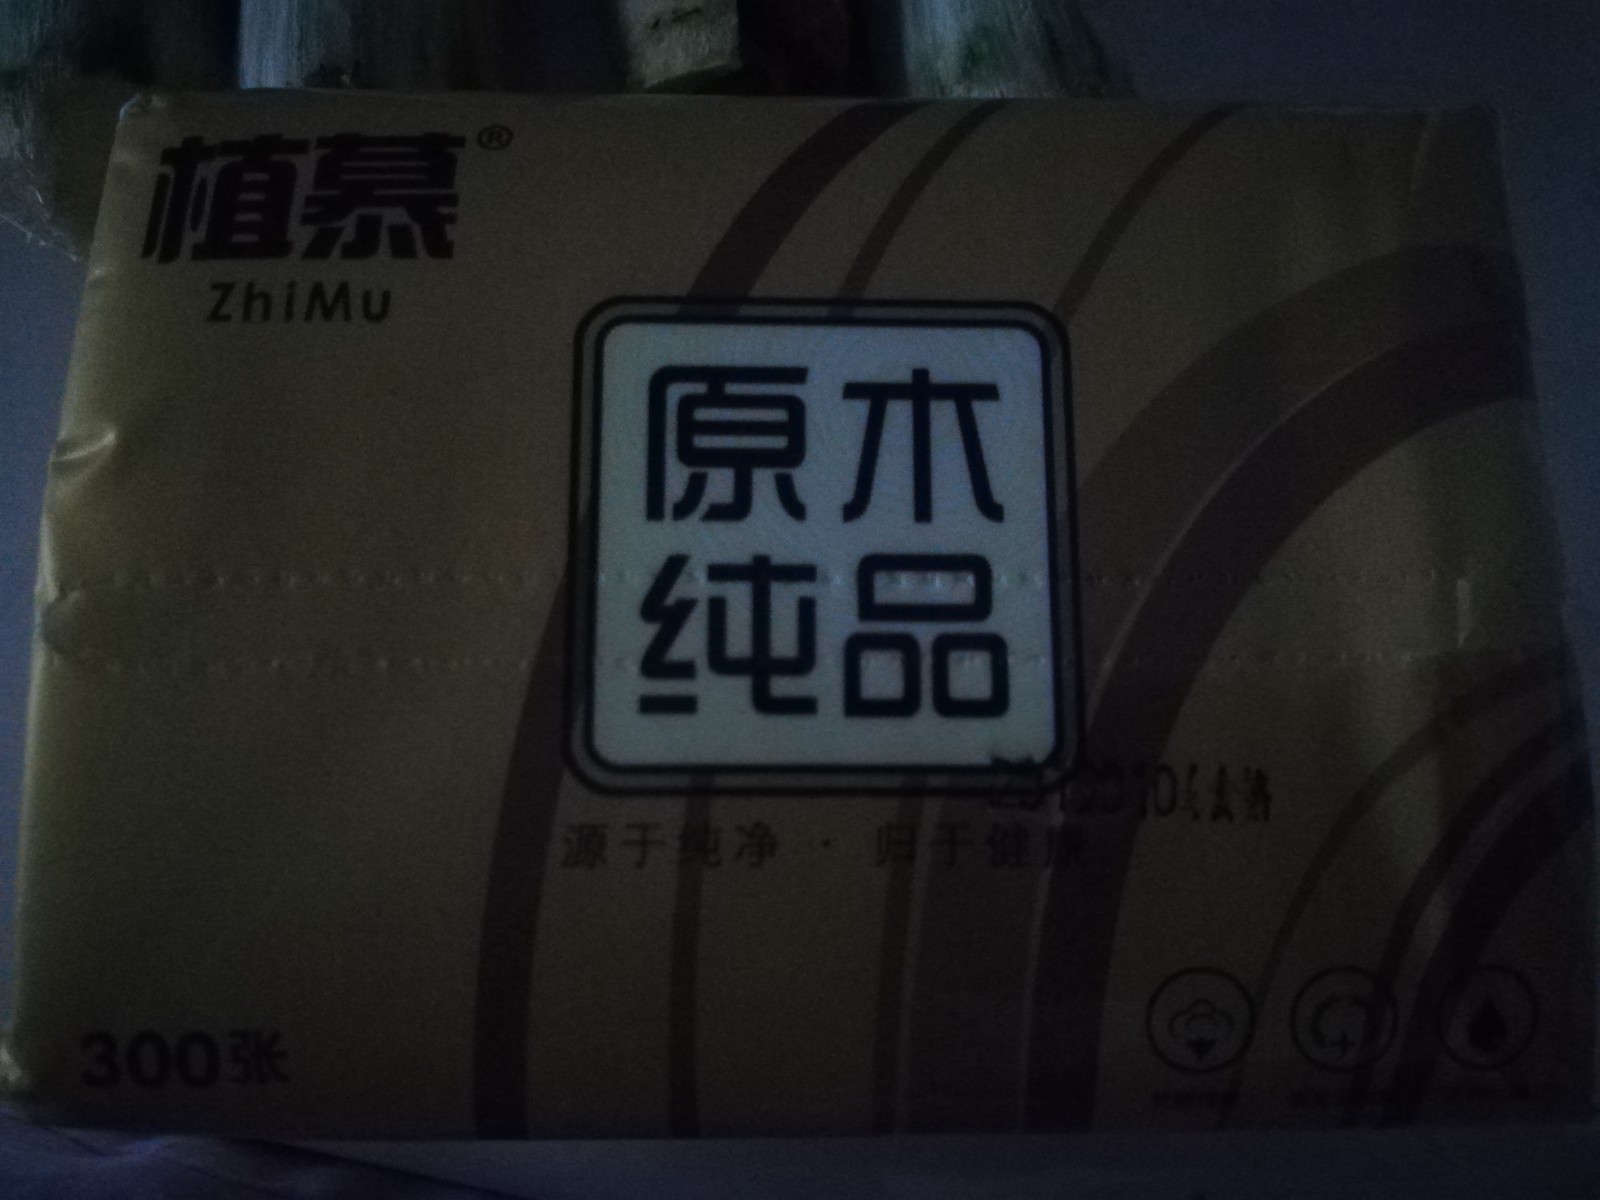 植慕®
ZhiMu
原木
纯品
源于纯净 · 归于健康
300张